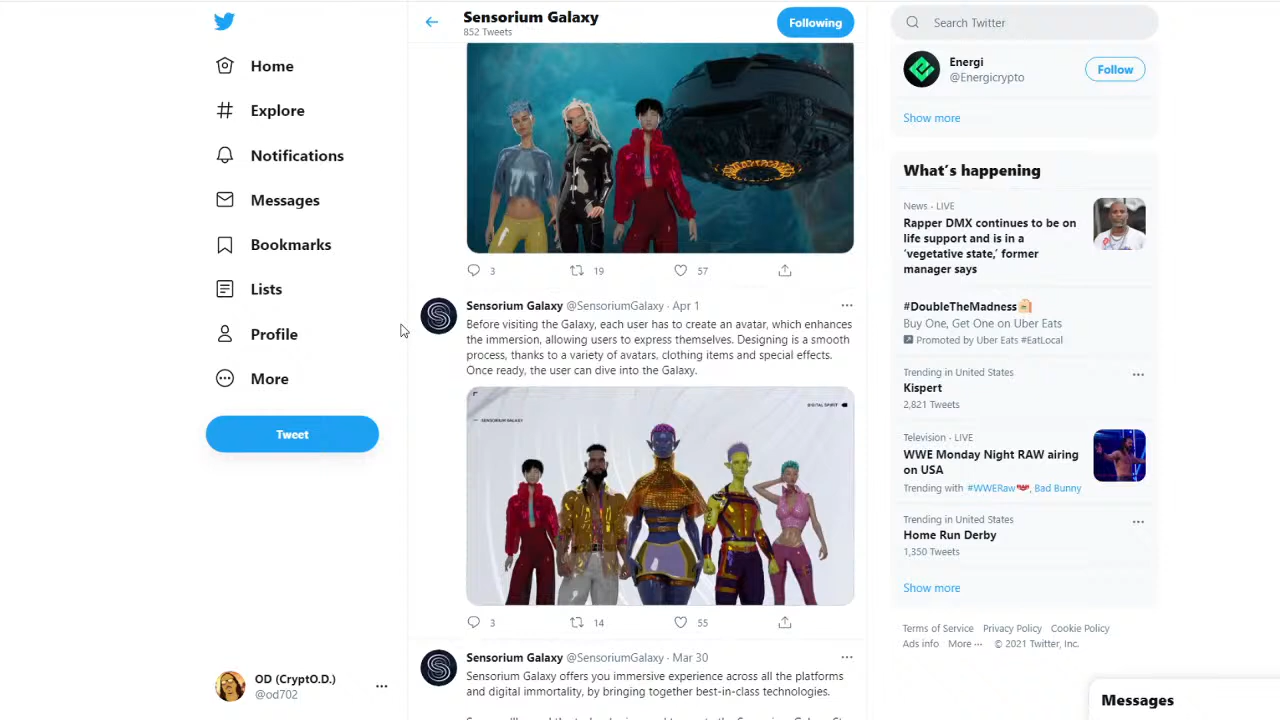 Sensorium Galaxy
852 Tweets
Following
Search Twitter
Home
Explore
Notifications
Messages
Bookmarks
Lists
Profile
More
Tweet
OD (CryptO.D.)
@od702
3 19 57
Sensorium Galaxy @SensoriumGalaxy · Apr 1
Before visiting the Galaxy, each user has to create an avatar, which enhances
the immersion, allowing users to express themselves. Designing is a smooth
process, thanks to a variety of avatars, clothing items and special effects.
Once ready, the user can dive into the Galaxy.
SENSORIUM GALAXY
DIGITAL SPIRIT
3 14 55
Sensorium Galaxy @SensoriumGalaxy · Mar 30
Sensorium Galaxy offers you immersive experience across all the platforms
and digital immortality, by bringing together best-in-class technologies.
Energi
@Energicrypto
Follow
Show more
What's happening
News · LIVE
Rapper DMX continues to be on
life support and is in a
'vegetative state,' former
manager says
#DoubleTheMadness
Buy One, Get One on Uber Eats
Promoted by Uber Eats #EatLocal
Trending in United States
Kispert
2,821 Tweets
Television · LIVE
WWE Monday Night RAW airing
on USA
Trending with #WWERaw, Bad Bunny
Trending in United States
Home Run Derby
1,350 Tweets
Show more
Terms of Service Privacy Policy Cookie Policy
Ads info More ··· © 2021 Twitter, Inc.
Messages